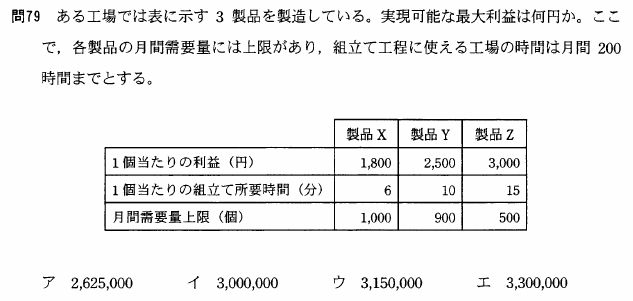 問79 ある工場では表に示す 3 製品を製造している。実現可能な最大利益は何円か。ここ
で，各製品の月間需要量には上限があり，組立て工程に使える工場の時間は月間 200
時間までとする。
製品 X 製品 Y 製品 Z
1 個当たりの利益（円） 1,800 2,500 3,000
1 個当たりの組立て所要時間（分） 6 10 15
月間需要量上限（個） 1,000 900 500
ア 2,625,000 イ 3,000,000 ウ 3,150,000 エ 3,300,000